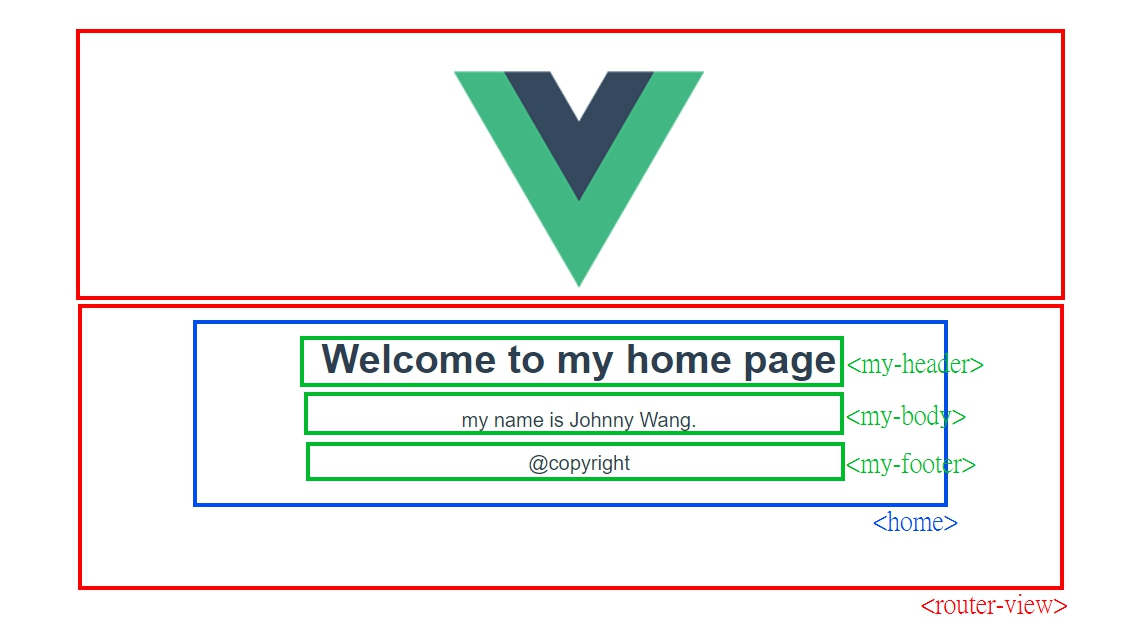 Welcome to my home page
<my-header>
my name is Johnny Wang.
<my-body>
@copyright
<my-footer>
<home>
<router-view>